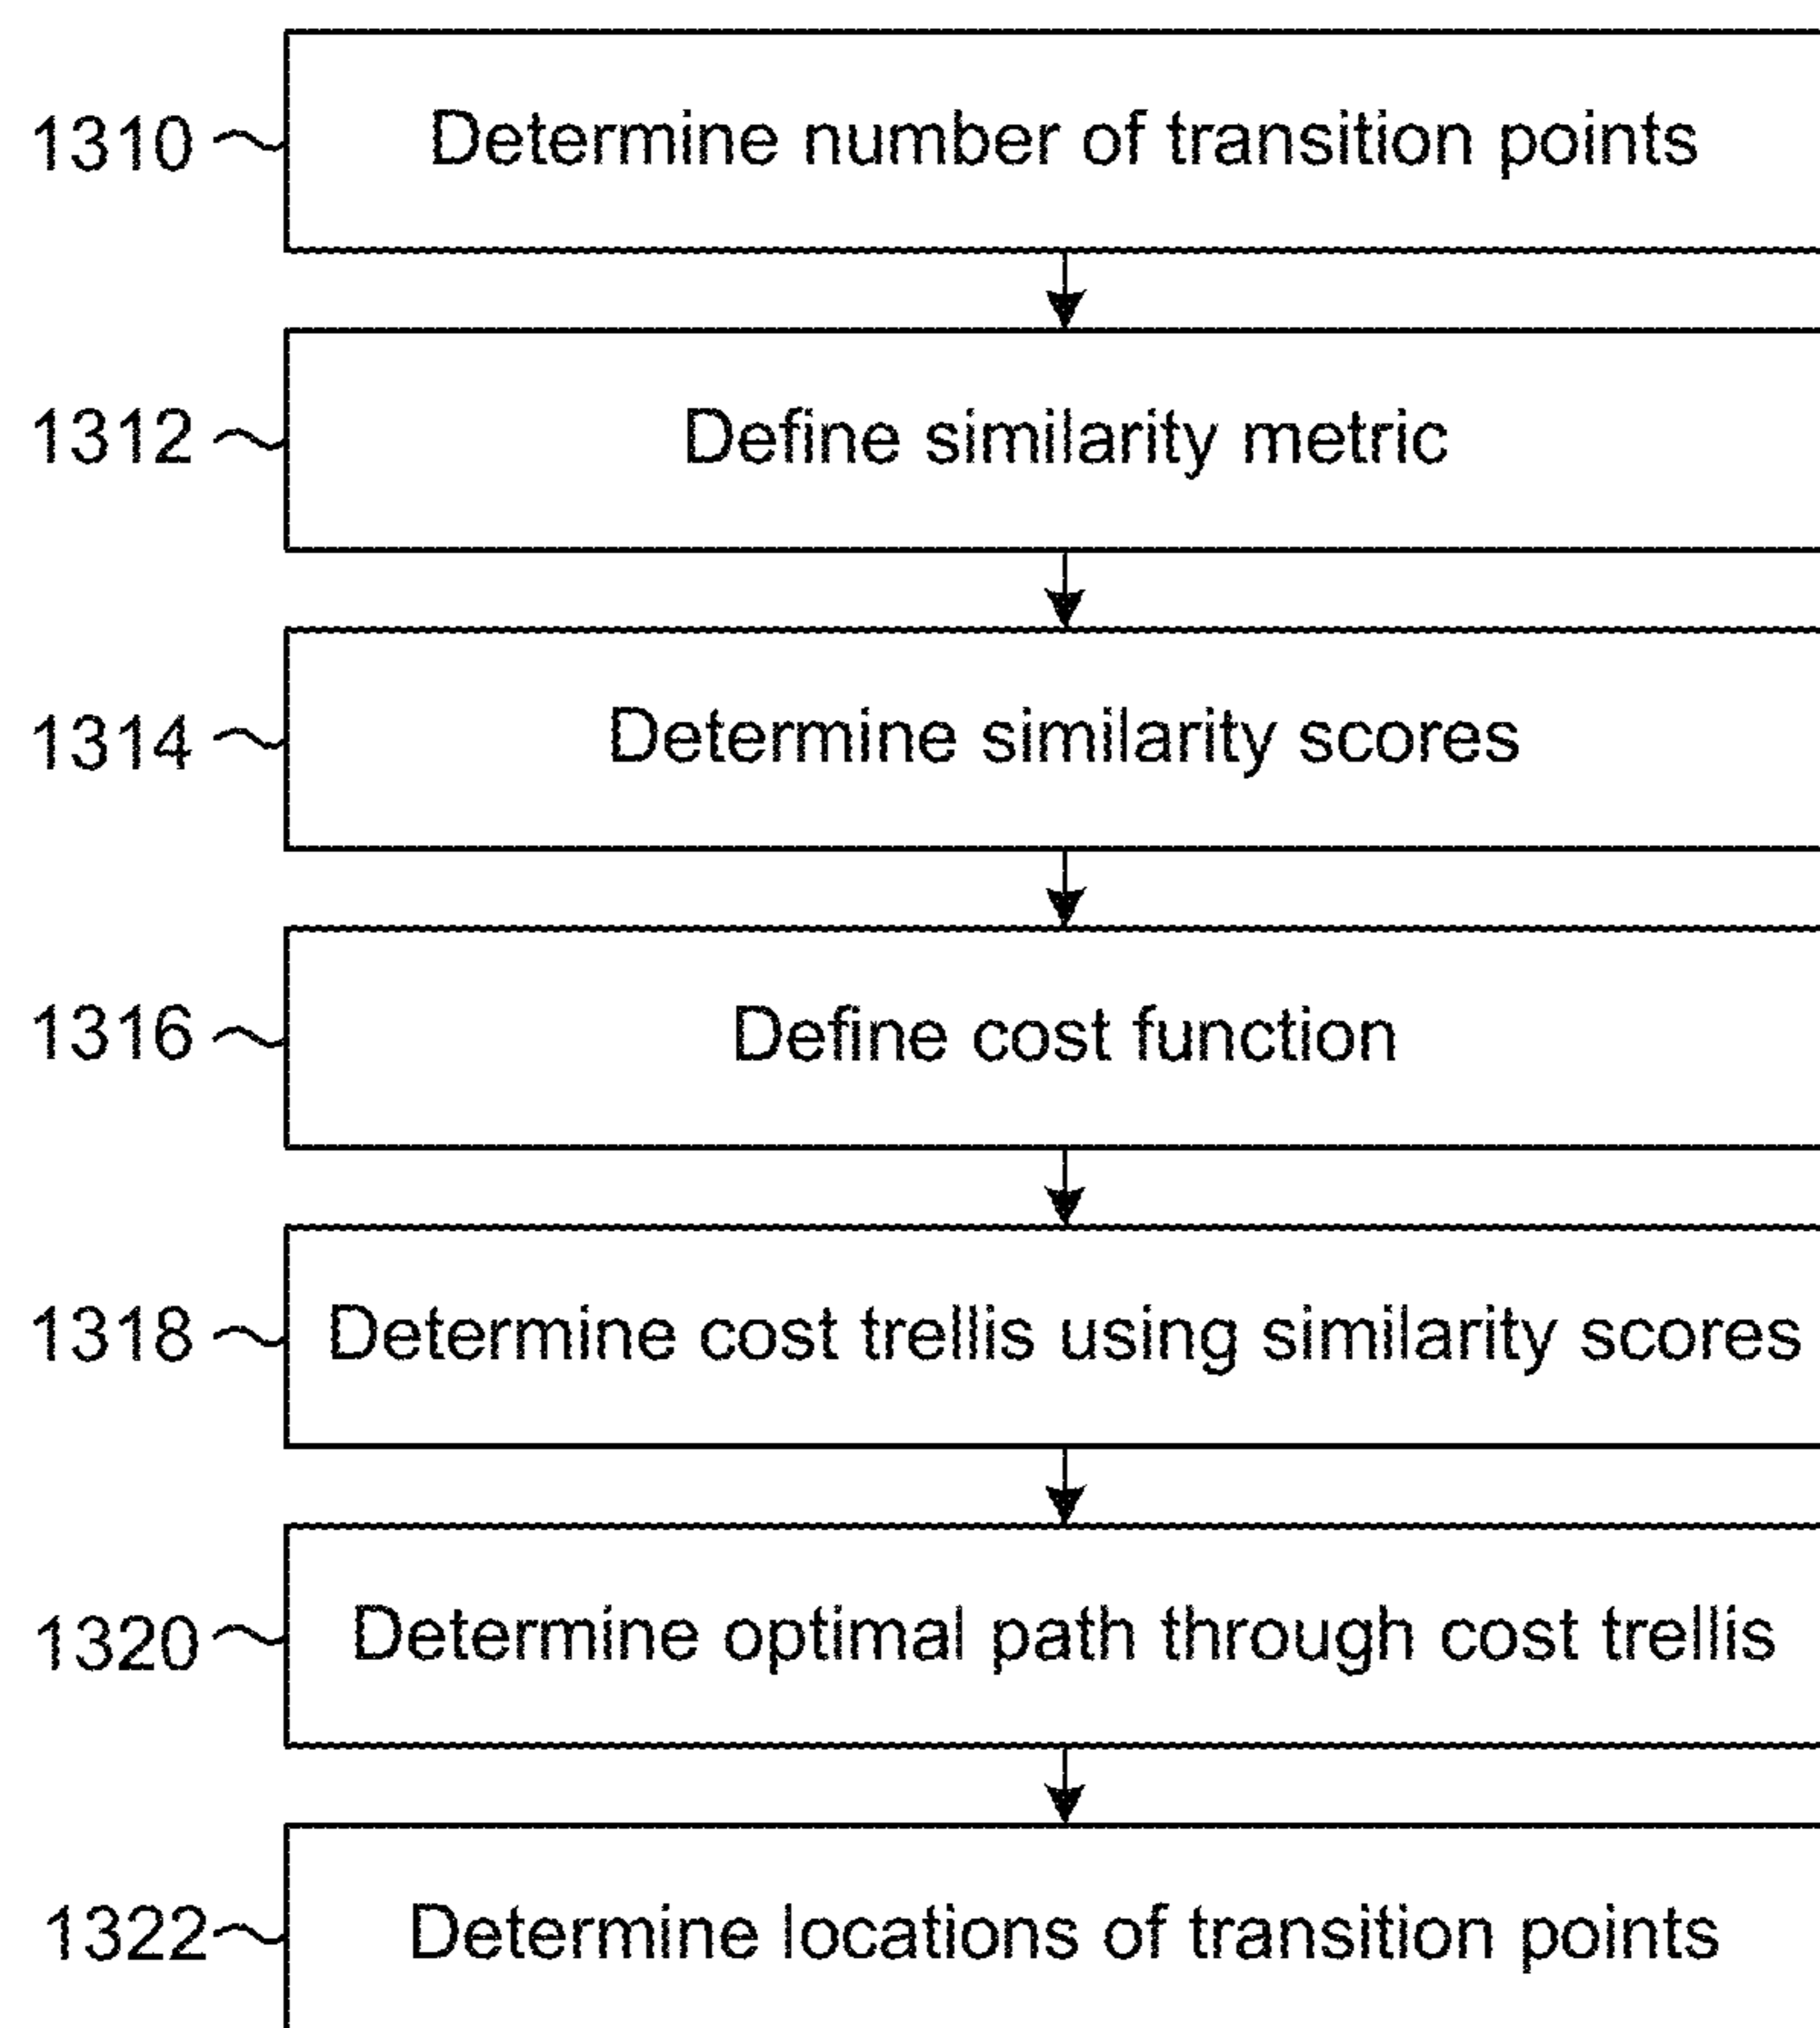 1310 Determine number of transition points
1312 Define similarity metric
1314 Determine similarity scores
1316 Define cost function
1318 Determine cost trellis using similarity scores
1320 Determine optimal path through cost trellis
1322 Determine locations of transition points